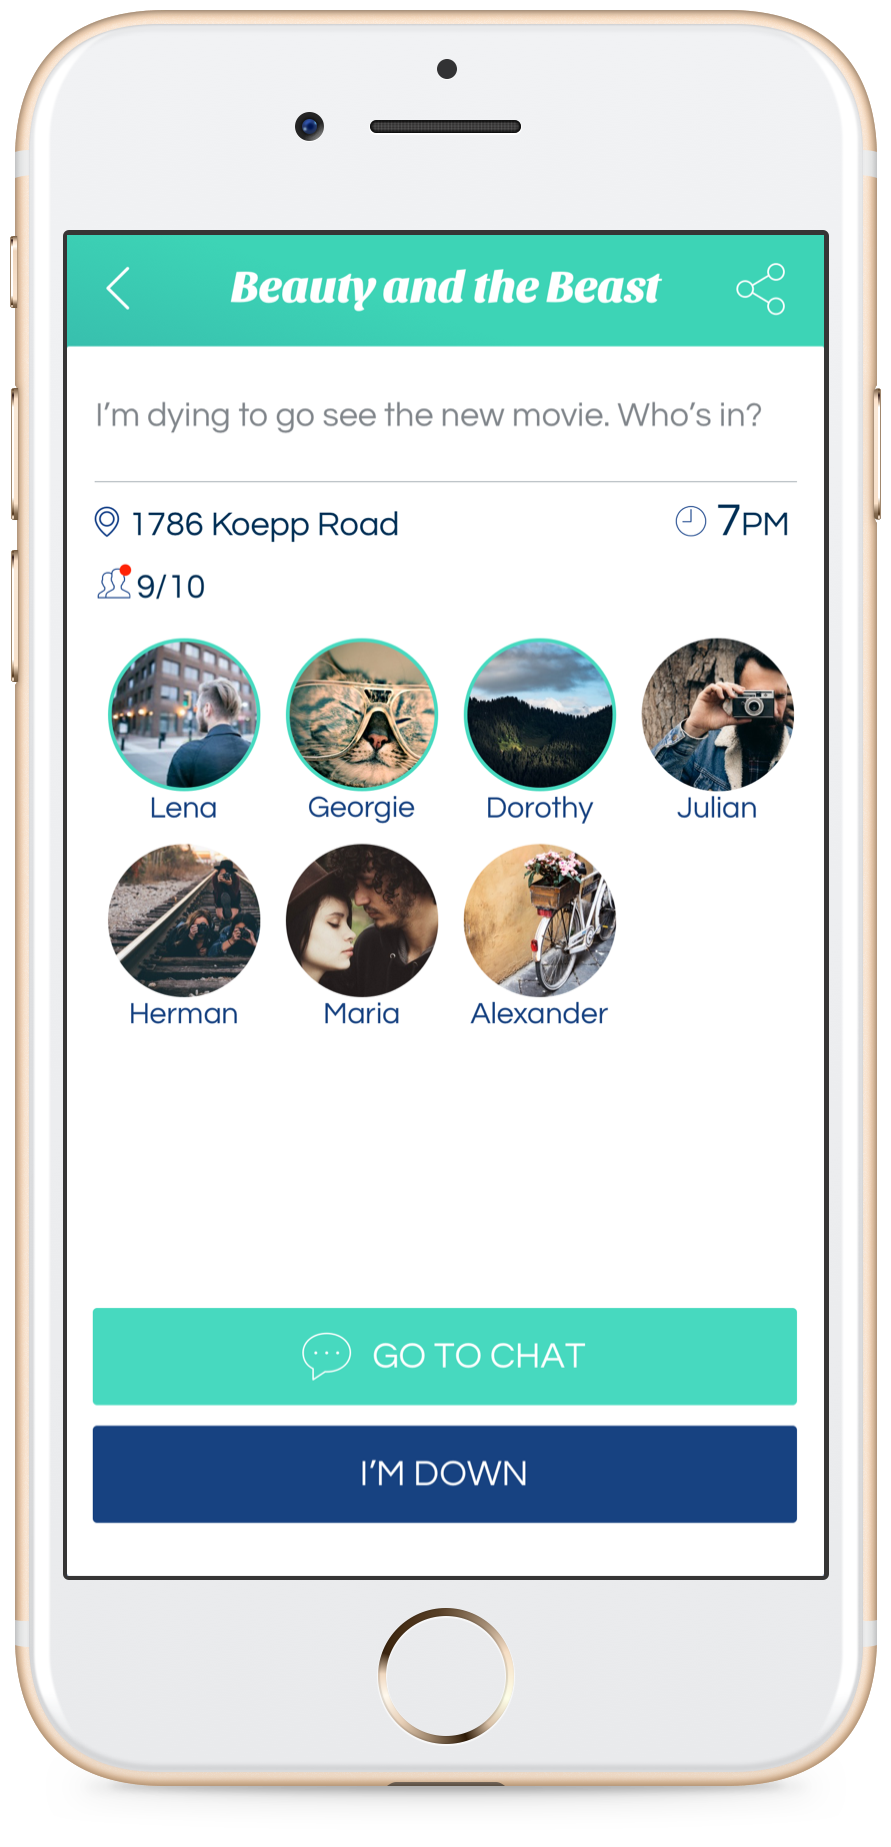 Beauty and the Beast
I'm dying to go see the new movie. Who's in?
1786 Koepp Road
7PM
9/10
Lena
Georgie
Dorothy
Julian
Herman
Maria
Alexander
GO TO CHAT
I'M DOWN